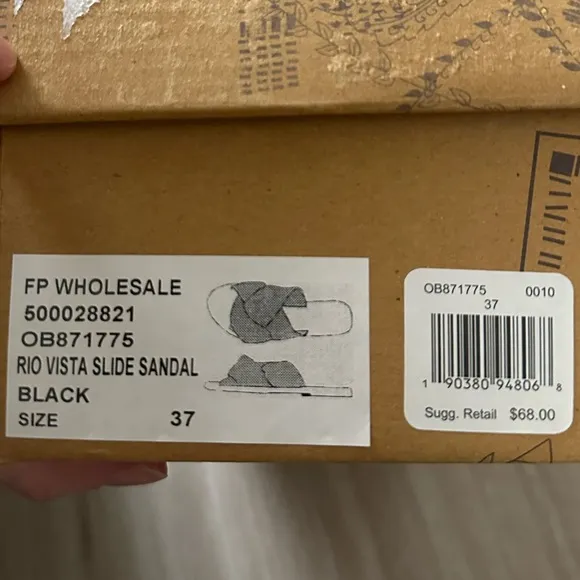 FP WHOLESALE
500028821
OB871775
RIO VISTA SLIDE SANDAL
BLACK
SIZE 37
OB871775 0010
37
1 90380 94806 8
Sugg. Retail $68.00